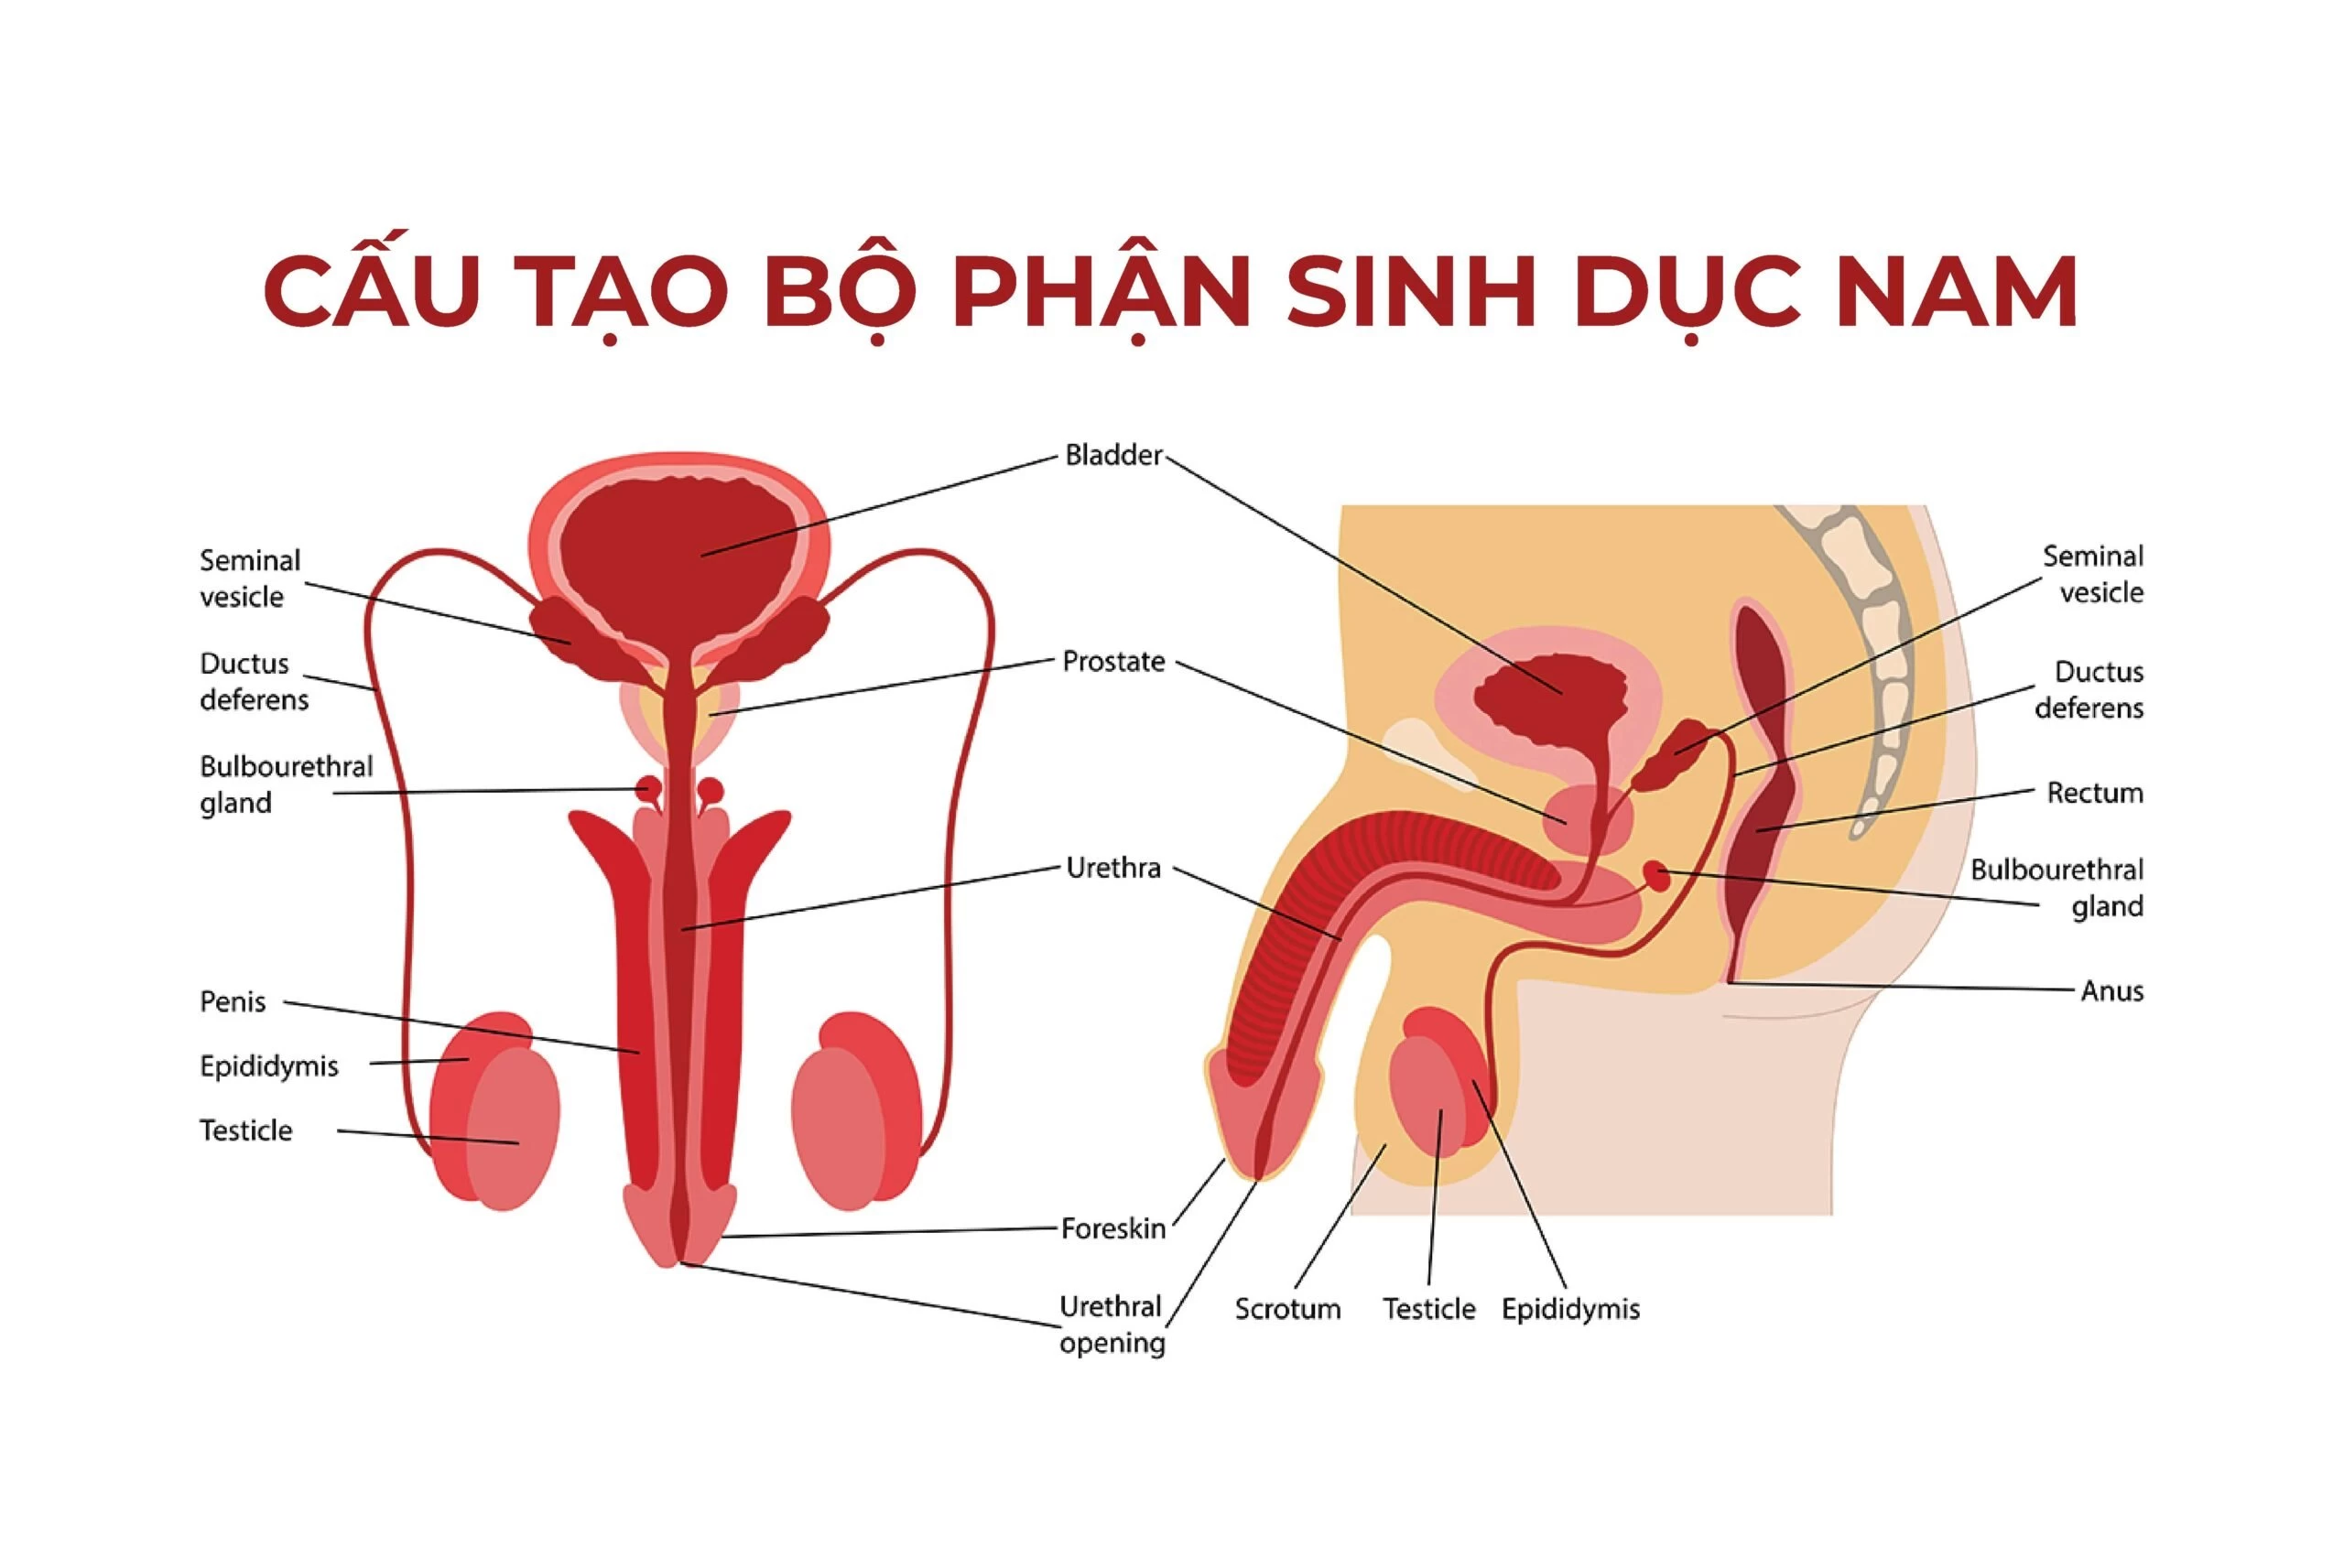 CẤU TẠO BỘ PHẬN SINH DỤC NAM
Seminal
vesicle
Ductus
deferens
Bulbourethral
gland
Penis
Epididymis
Testicle
Bladder
Prostate
Urethra
Foreskin
Urethral
opening
Scrotum
Testicle
Epididymis
Seminal
vesicle
Ductus
deferens
Rectum
Bulbourethral
gland
Anus